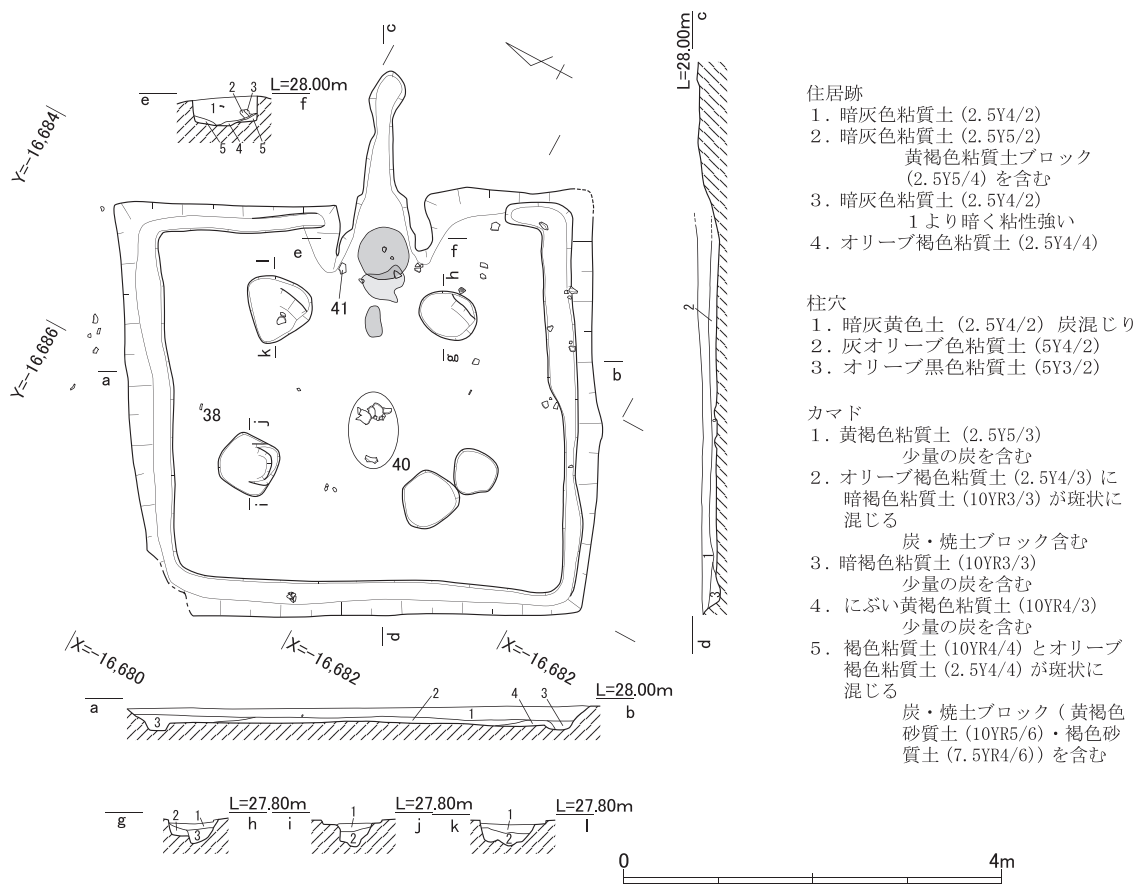 c
L=28.00m
c
2 3 L=28.00m
e 1 f
5 4 5
Y=-16,684
e f
l h
41
k g
Y=-16,686
a b
2
38 j
40
i
1
3
d d
X=-16,680
X=-16,682
X=-16,682
a 2 4 3 L=28.00m
3 1 b
L=27.80m L=27.80m L=27.80m
g 2 1 h i 1 j k 1 l
3 2 2
0 4m
住居跡
1．暗灰色粘質土 (2.5Y4/2)
2．暗灰色粘質土 (2.5Y5/2)
黄褐色粘質土ブロック
(2.5Y5/4) を含む
3．暗灰色粘質土 (2.5Y4/2)
１より暗く粘性強い
4．オリーブ褐色粘質土 (2.5Y4/4)
柱穴
1．暗灰黄色土 (2.5Y4/2) 炭混じり
2．灰オリーブ色粘質土 (5Y4/2)
3．オリーブ黒色粘質土 (5Y3/2)
カマド
1．黄褐色粘質土 (2.5Y5/3)
少量の炭を含む
2．オリーブ褐色粘質土 (2.5Y4/3) に
暗褐色粘質土 (10YR3/3) が斑状に
混じる
炭・焼土ブロック含む
3．暗褐色粘質土 (10YR3/3)
少量の炭を含む
4．にぶい黄褐色粘質土 (10YR4/3)
少量の炭を含む
5．褐色粘質土 (10YR4/4) とオリーブ
褐色粘質土 (2.5Y4/4) が斑状に
混じる
炭・焼土ブロック ( 黄褐色
砂質土 (10YR5/6)・褐色砂
質土 (7.5YR4/6)) を含む